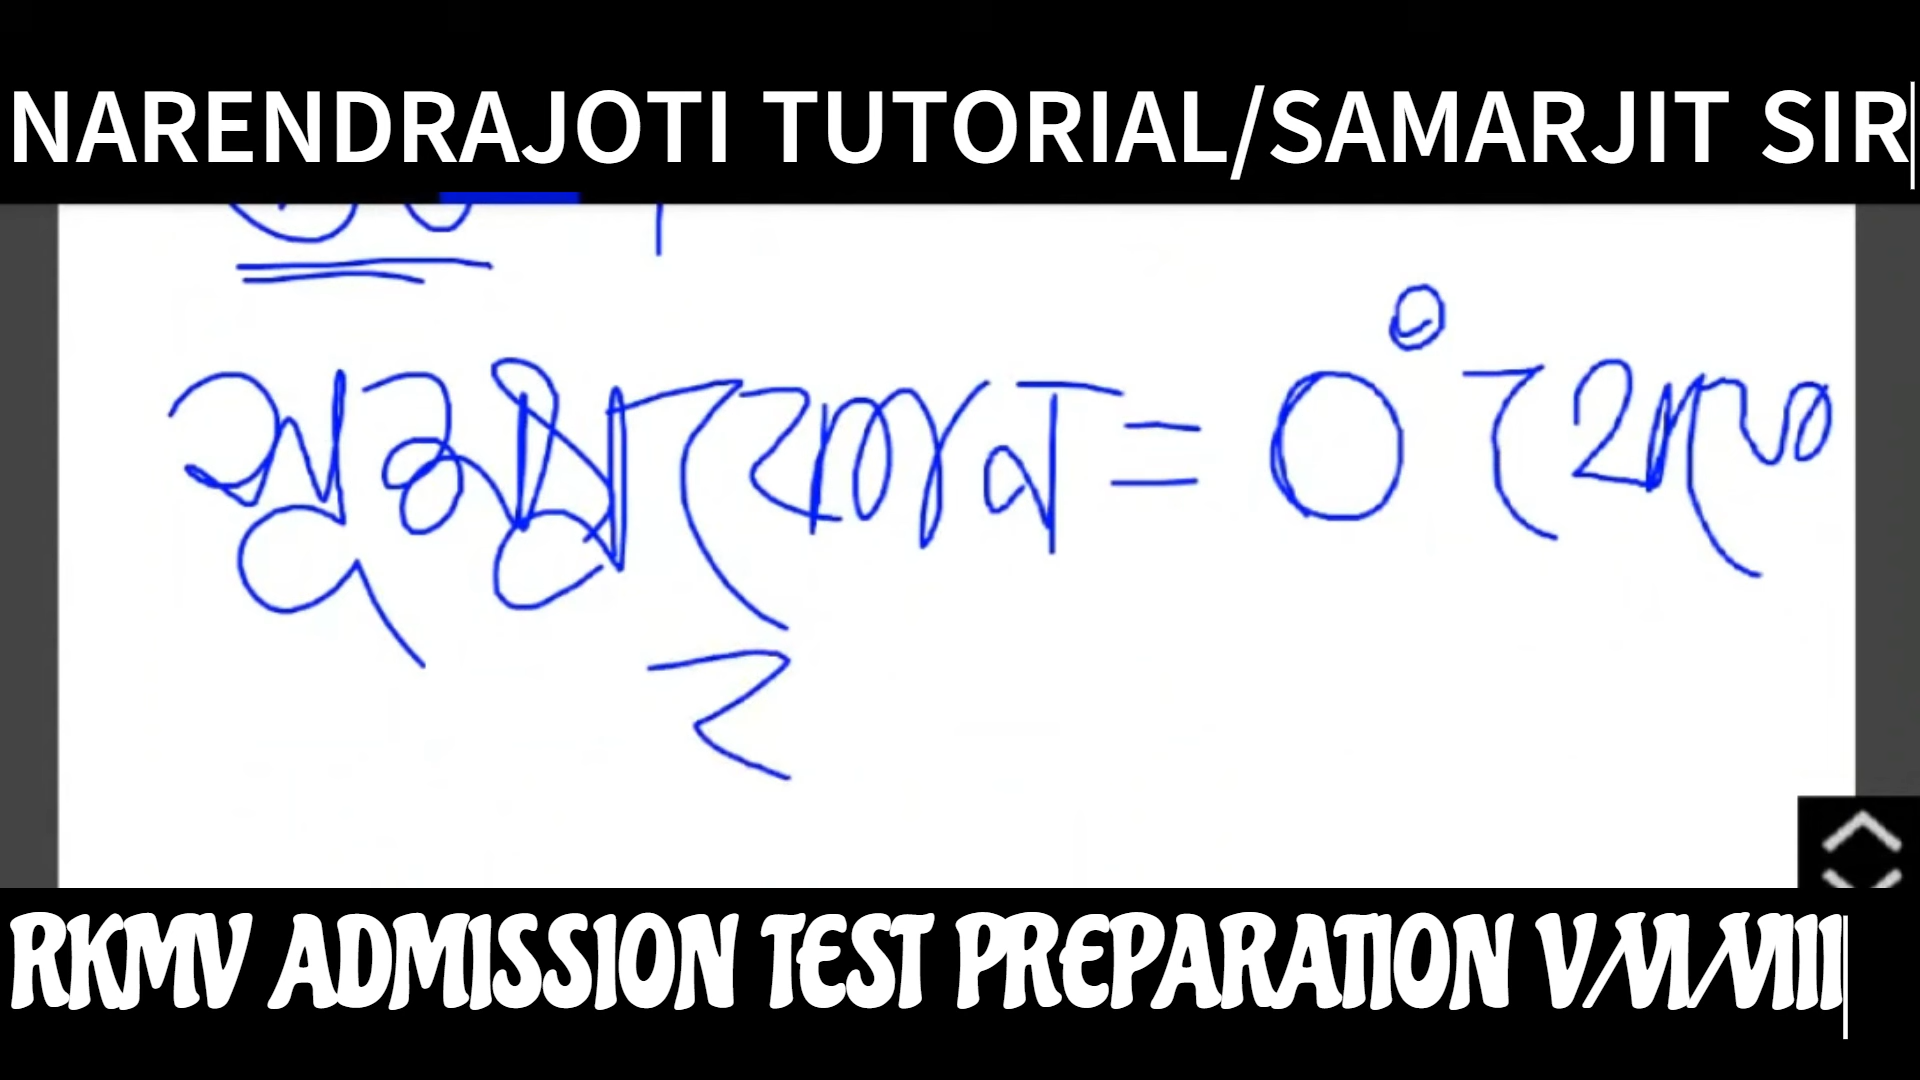 NARENDRAJOTI TUTORIAL/SAMARJIT SIR
সূক্ষ্মকোন = 0° থেকে
RKMV ADMISSION TEST PREPARATION V/VI/VIII